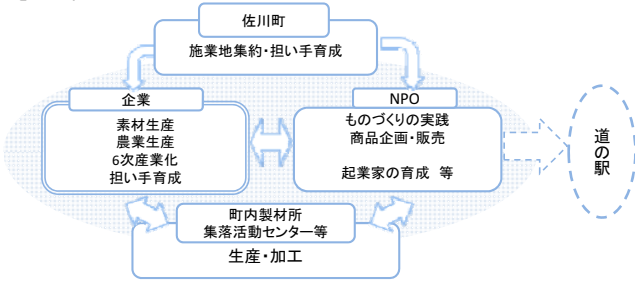 佐川町
施業地集約・担い手育成
企業
素材生産
農業生産
6次産業化
担い手育成
NPO
ものづくりの実践
商品企画・販売
起業家の育成 等
道の駅
町内製材所
集落活動センター等
生産・加工